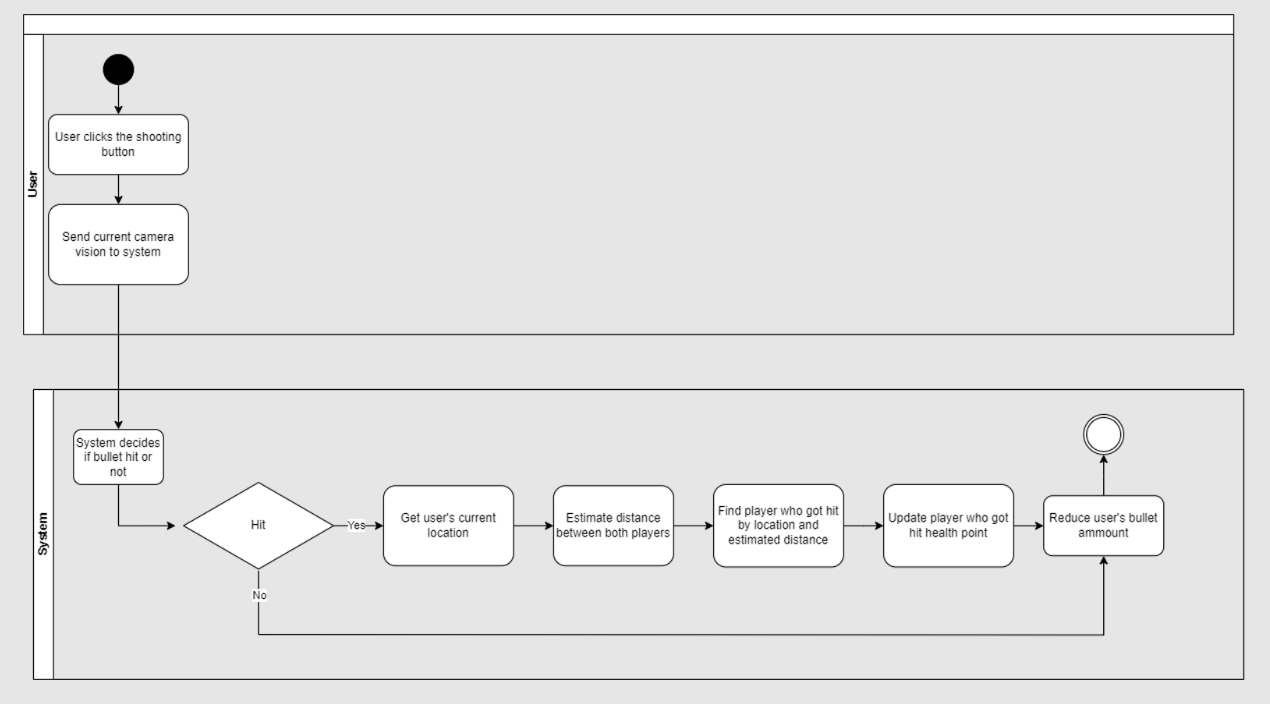 User
User clicks the shooting
button
Send current camera
vision to system
System
System decides
if bullet hit or
not
Hit
Yes
No
Get user's current
location
Estimate distance
between both players
Find player who got hit
by location and
estimated distance
Update player who got
hit health point
Reduce user's bullet
ammount